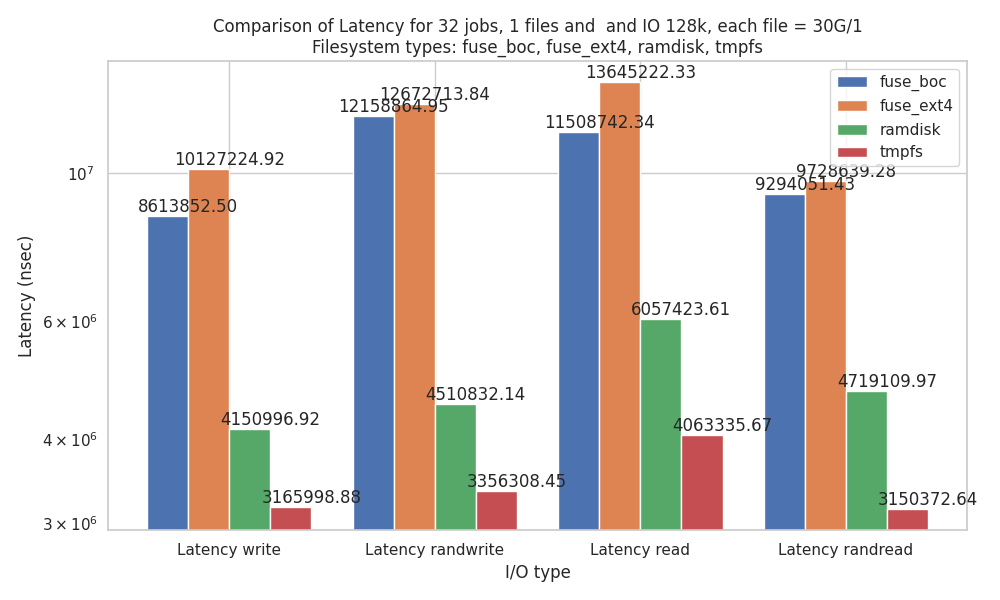 Comparison of Latency for 32 jobs, 1 files and  and IO 128k, each file = 30G/1
Filesystem types: fuse_boc, fuse_ext4, ramdisk, tmpfs
fuse_boc
fuse_ext4
ramdisk
tmpfs
13645222.33
12672713.84
12158864.95
11508742.34
10127224.92
9728639.28
9294051.43
8613852.50
6057423.61
4719109.97
4510832.14
4150996.92
4063335.67
3356308.45
3165998.88
3150372.64
10⁷
6 × 10⁶
4 × 10⁶
3 × 10⁶
Latency (nsec)
Latency write
Latency randwrite
Latency read
Latency randread
I/O type